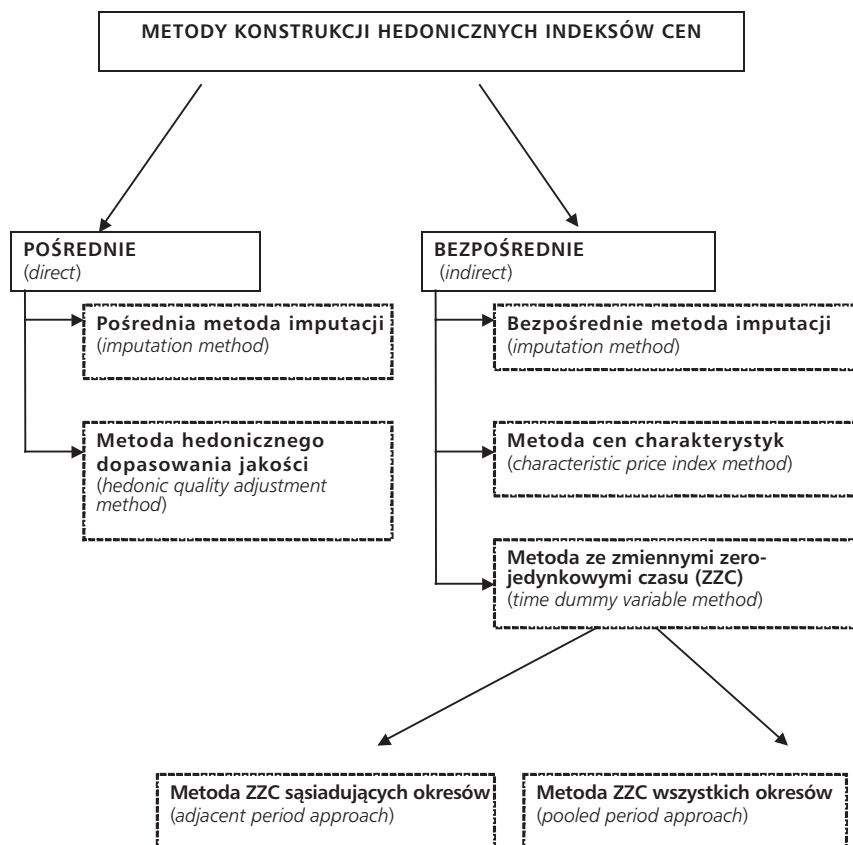 METODY KONSTRUKCJI HEDONICZNYCH INDEKSÓW CEN
POŚREDNIE
(direct)
Pośrednia metoda imputacji
(imputation method)
Metoda hedonicznego
dopasowania jakości
(hedonic quality adjustment
method)
BEZPOŚREDNIE
(indirect)
Bezpośrednie metoda imputacji
(imputation method)
Metoda cen charakterystyk
(characteristic price index method)
Metoda ze zmiennymi zero-
jedynkowymi czasu (ZZC)
(time dummy variable method)
Metoda ZZC sąsiadujących okresów
(adjacent period approach)
Metoda ZZC wszystkich okresów
(pooled period approach)